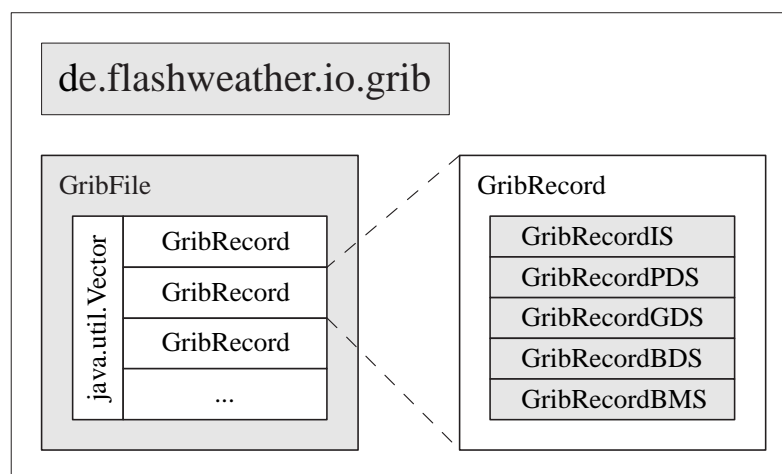 de.flashweather.io.grib
GribFile
java.util.Vector
GribRecord
GribRecord
GribRecord
...
GribRecord
GribRecordIS
GribRecordPDS
GribRecordGDS
GribRecordBDS
GribRecordBMS